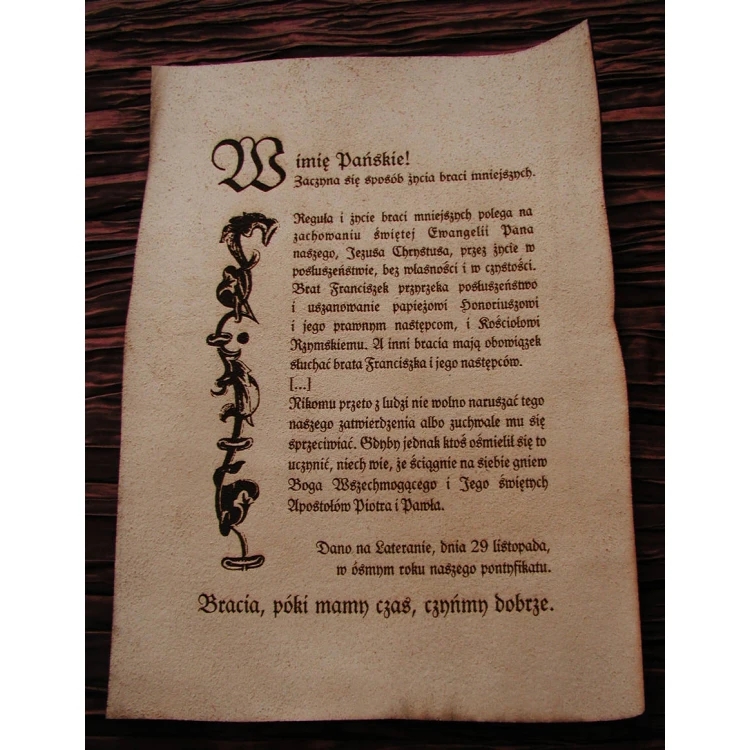 W imię Pańskie!
Zaczyna się sposób życia braci mniejszych.
Reguła i życie braci mniejszych polega na
zachowaniu świętej Ewangelii Pana
naszego, Jezusa Chrystusa, przez życie w
posłuszeństwie, bez własności i w czystości.
Brat Franciszek przyrzeka posłuszeństwo
i uszanowanie papieżowi Honoriuszowi
i jego prawnym następcom, i Kościołowi
Rzymskiemu. A inni bracia mają obowiązek
słuchać brata Franciszka i jego następców.
[...]
Nikomu przeto z ludzi nie wolno naruszać tego
naszego zatwierdzenia albo zuchwale mu się
sprzeciwiać. Gdyby jednak ktoś ośmielił się to
uczynić, niech wie, że ściągnie na siebie gniew
Boga Wszechmogącego i Jego świętych
Apostołów Piotra i Pawła.
Dano na Lateranie, dnia 29 listopada,
w ósmym roku naszego pontyfikatu.
Bracia, póki mamy czas, czyńmy dobrze.